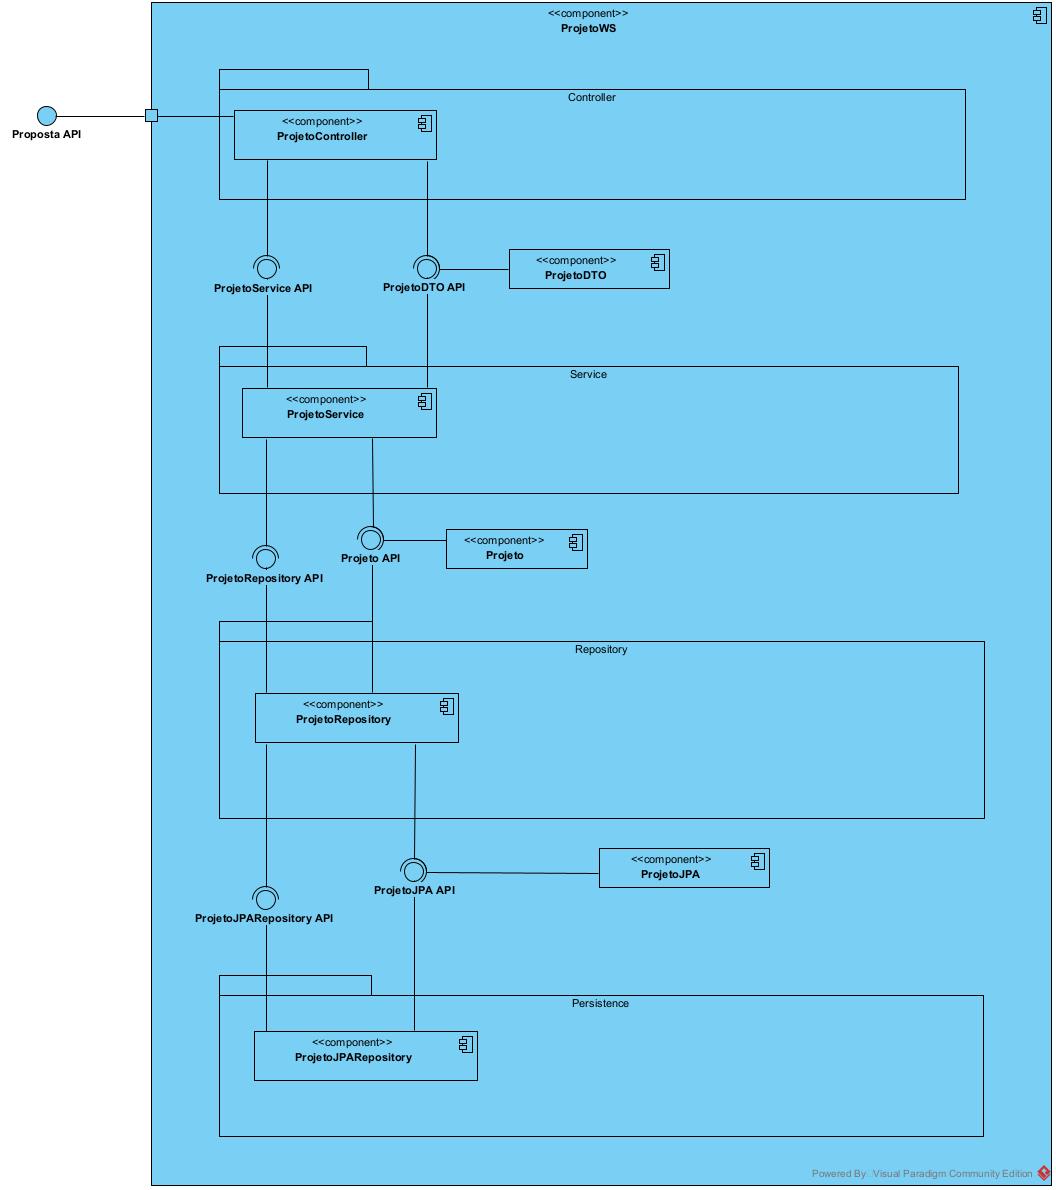 <<component>>
ProjetoWS
Controller
<<component>>
ProjetoController
Proposta API
<<component>>
ProjetoDTO
ProjetoService API
ProjetoDTO API
Service
<<component>>
ProjetoService
<<component>>
Projeto
Projeto API
ProjetoRepository API
Repository
<<component>>
ProjetoRepository
<<component>>
ProjetoJPA
ProjetoJPA API
ProjetoJPARepository API
Persistence
<<component>>
ProjetoJPARepository
Powered By Visual Paradigm Community Edition